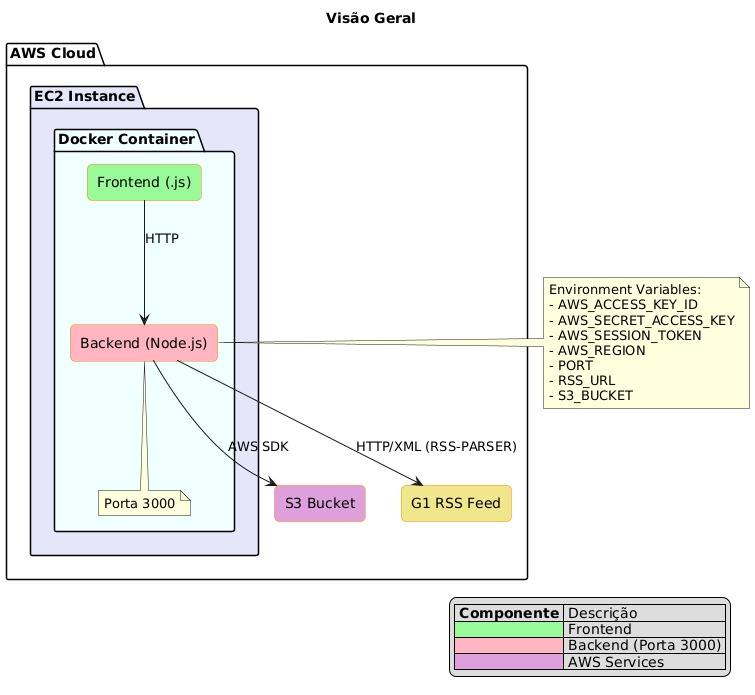 Visão Geral
AWS Cloud
EC2 Instance
Docker Container
Frontend (.js)
HTTP
Environment Variables:
- AWS_ACCESS_KEY_ID
- AWS_SECRET_ACCESS_KEY
- AWS_SESSION_TOKEN
- AWS_REGION
- PORT
- RSS_URL
- S3_BUCKET
Backend (Node.js)
AWS SDK
HTTP/XML (RSS-PARSER)
Porta 3000
S3 Bucket
G1 RSS Feed
Componente Descrição
Frontend
Backend (Porta 3000)
AWS Services